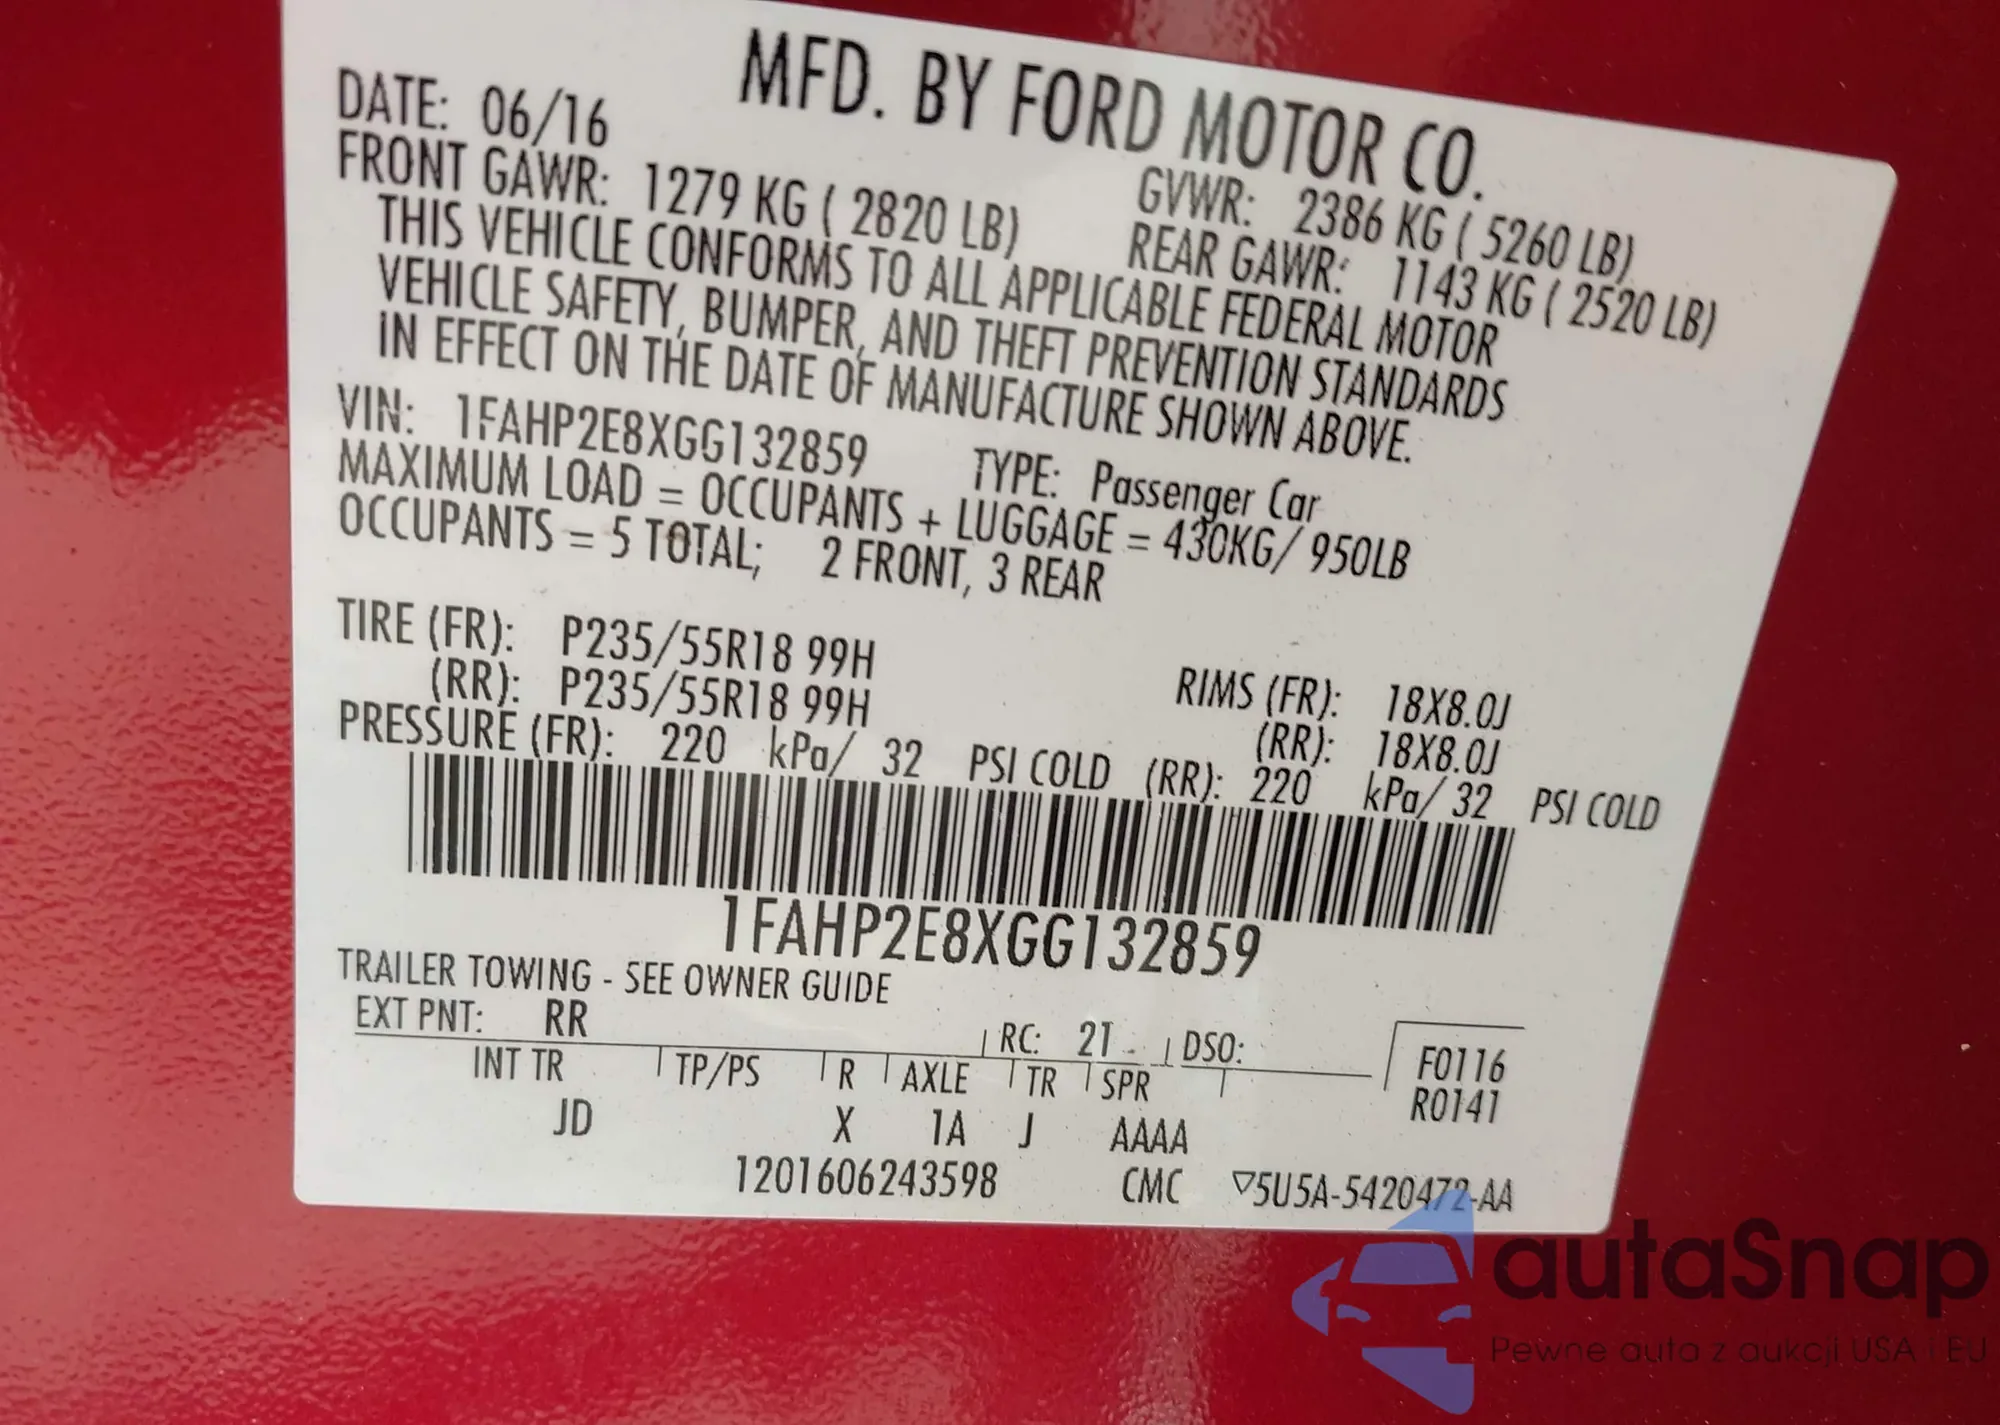 MFD. BY FORD MOTOR CO.
DATE: 06/16 GVWR: 2386 KG ( 5260 LB)
FRONT GAWR: 1279 KG ( 2820 LB) REAR GAWR: 1143 KG ( 2520 LB)
THIS VEHICLE CONFORMS TO ALL APPLICABLE FEDERAL MOTOR
VEHICLE SAFETY, BUMPER, AND THEFT PREVENTION STANDARDS
IN EFFECT ON THE DATE OF MANUFACTURE SHOWN ABOVE.
VIN: 1FAHP2E8XGG132859 TYPE: Passenger Car
MAXIMUM LOAD = OCCUPANTS + LUGGAGE = 430KG/ 950LB
OCCUPANTS = 5 TOTAL; 2 FRONT, 3 REAR
TIRE (FR): P235/55R18 99H RIMS (FR): 18X8.0J
(RR): P235/55R18 99H (RR): 18X8.0J
PRESSURE (FR): 220 kPa/ 32 PSI COLD (RR): 220 kPa/ 32 PSI COLD
1FAHP2E8XGG132859
TRAILER TOWING - SEE OWNER GUIDE
EXT PNT: RR RC: 21 DSO: F0116
INT TR TP/PS R AXLE TR SPR R0141
JD X 1A J AAAA
1201606243598 CMC ▽5U5A-5420472-AA
autaSnap
Pewne auta z aukcji USA i EU